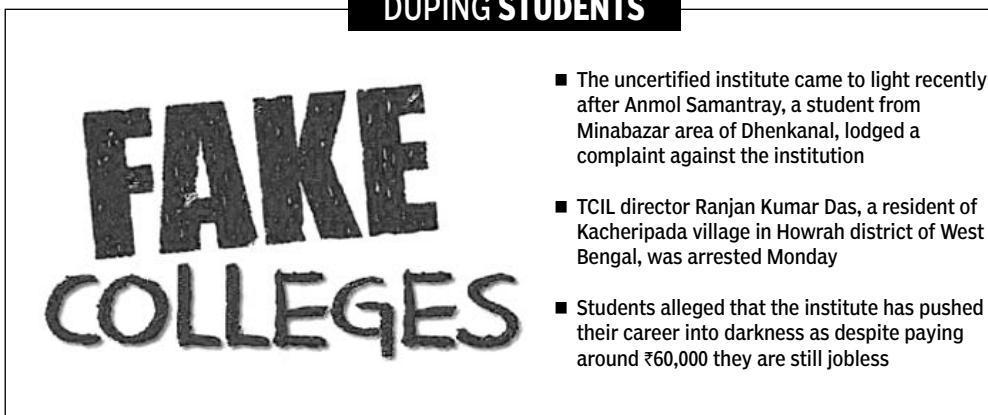 DUPING STUDENTS
FAKE
COLLEGES
■ The uncertified institute came to light recently
after Anmol Samantray, a student from
Minabazar area of Dhenkanal, lodged a
complaint against the institution
■ TCIL director Ranjan Kumar Das, a resident of
Kacheripada village in Howrah district of West
Bengal, was arrested Monday
■ Students alleged that the institute has pushed
their career into darkness as despite paying
around ₹60,000 they are still jobless